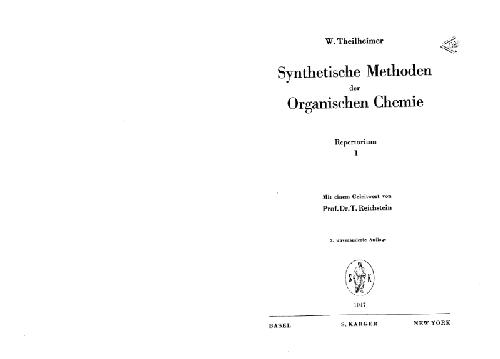 W. Theilheimer
Synthetische Methoden
der
Organischen Chemie
Repertorium
1
Mit einem Geleitwort von
Prof. Dr. T. Reichstein
2. unveränderte Auflage
S K
BASEL S. KARGER NEW YORK